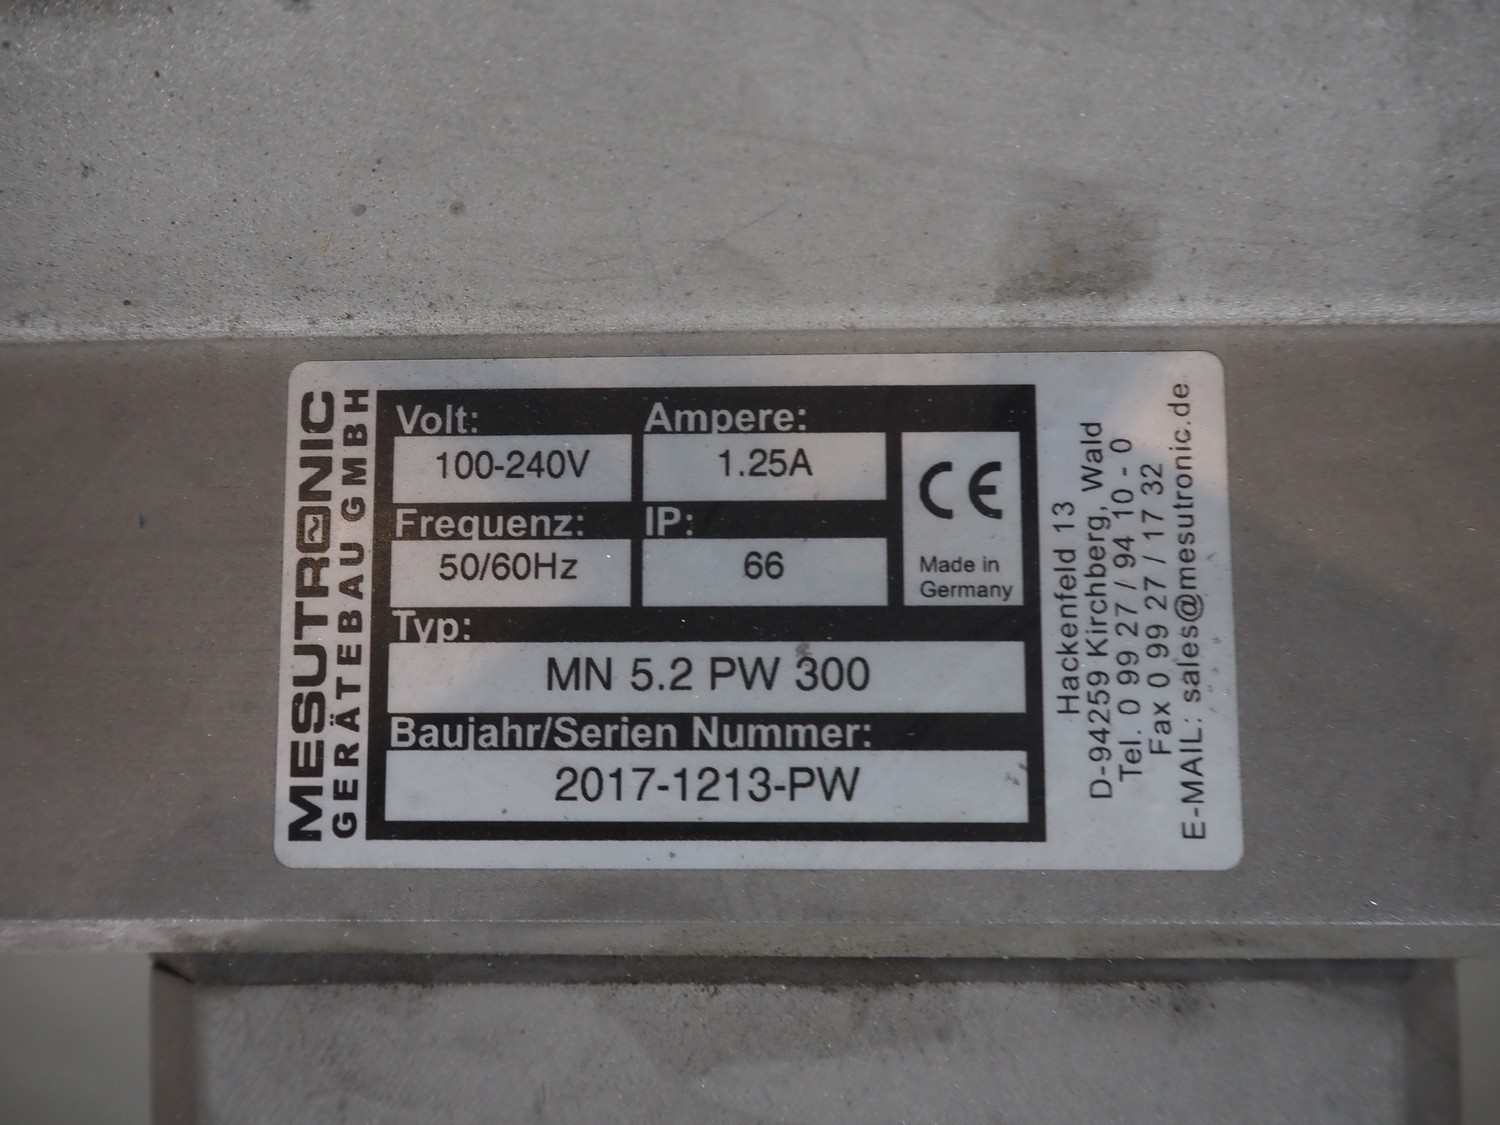 MESUTRONIC
GERÄTEBAU GMBH
Volt:
100-240V
Ampere:
1.25A
Frequenz:
50/60Hz
IP:
66
CE
Made in
Germany
Typ:
MN 5.2 PW 300
Baujahr/Serien Nummer:
2017-1213-PW
Hackenfeld 13
D-94259 Kirchberg, Wald
Tel. 0 99 27 / 94 10 - 0
Fax 0 99 27 / 17 32
E-MAIL: sales@mesutronic.de